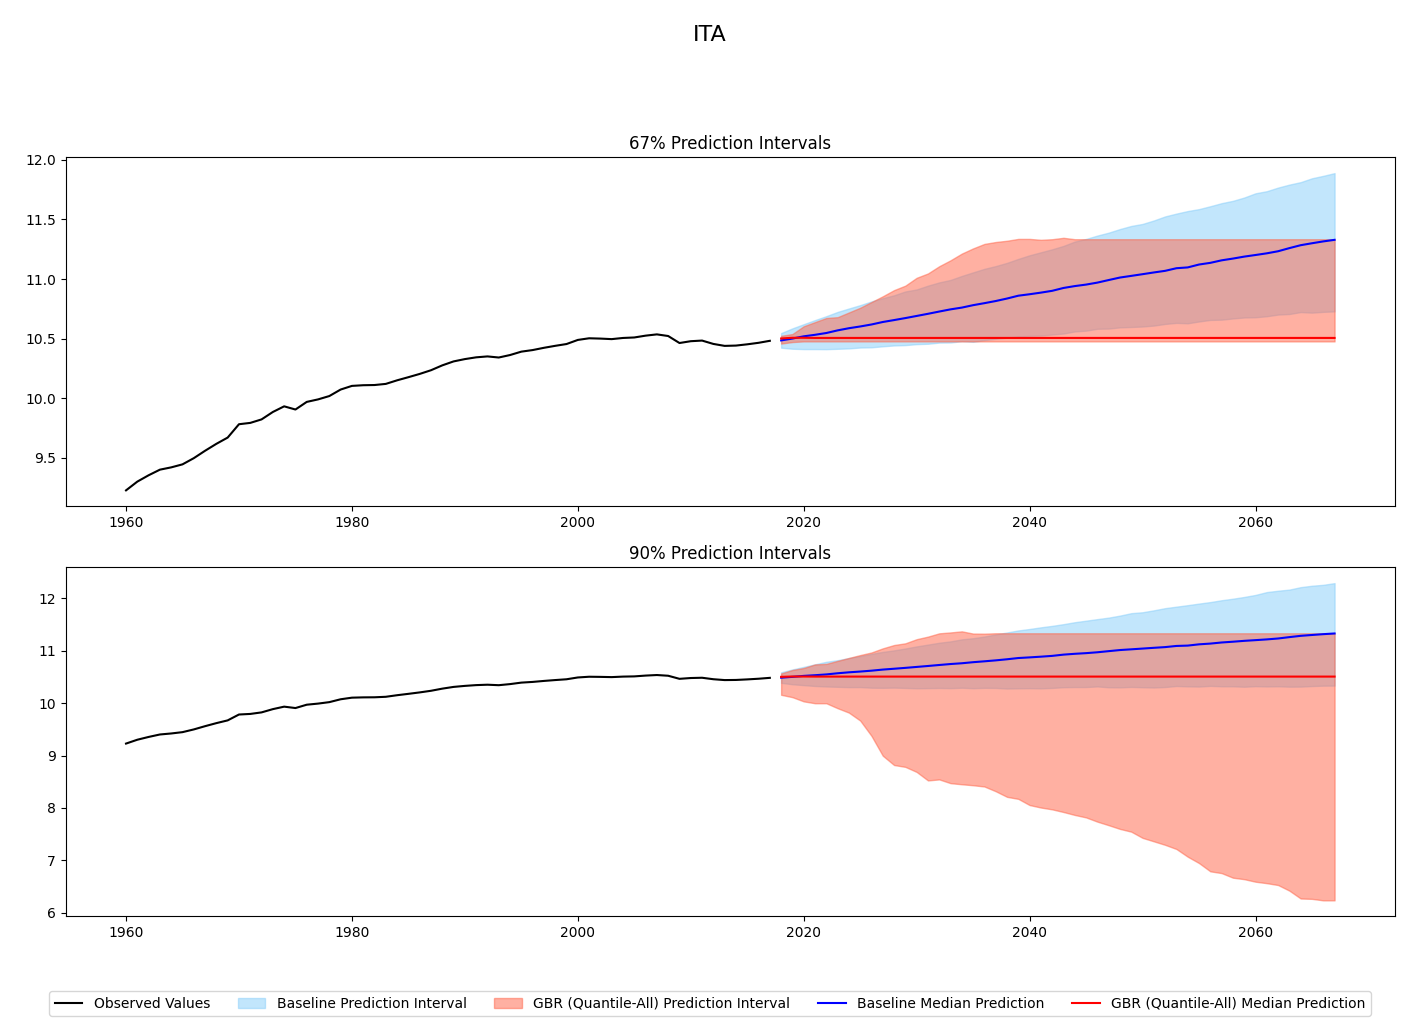 ITA
67% Prediction Intervals
12.0
11.5
11.0
10.5
10.0
9.5
1960 1980 2000 2020 2040 2060
90% Prediction Intervals
12
11
10
9
8
7
6
1960 1980 2000 2020 2040 2060
Observed Values Baseline Prediction Interval GBR (Quantile-All) Prediction Interval Baseline Median Prediction GBR (Quantile-All) Median Prediction